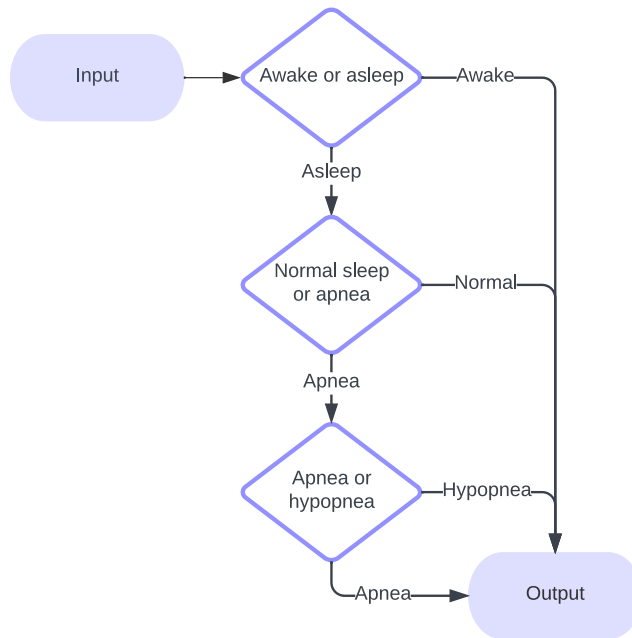 Input
Awake or asleep
Awake
Asleep
Normal sleep
or apnea
Normal
Apnea
Apnea or
hypopnea
Hypopnea
Apnea
Output